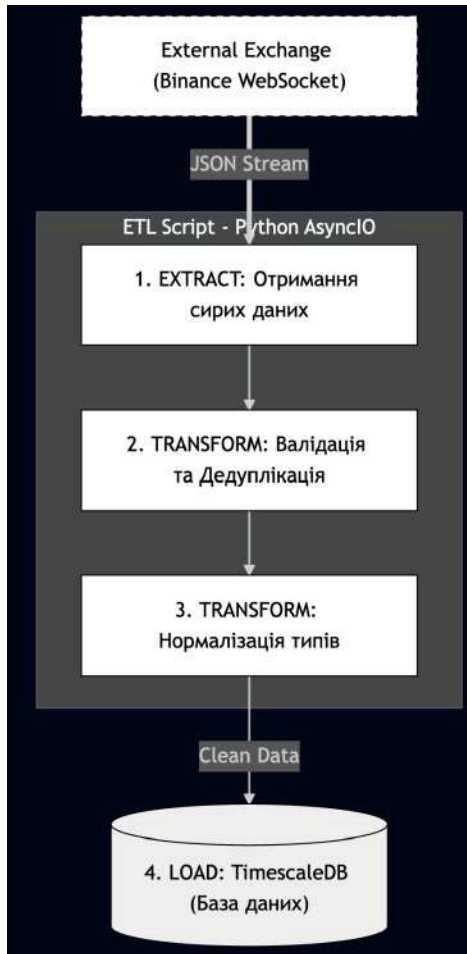 External Exchange
(Binance WebSocket)
JSON Stream
ETL Script - Python AsyncIO
1. EXTRACT: Отримання
сирих даних
2. TRANSFORM: Валідація
та Дедуплікація
3. TRANSFORM:
Нормалізація типів
Clean Data
4. LOAD: TimescaleDB
(База даних)